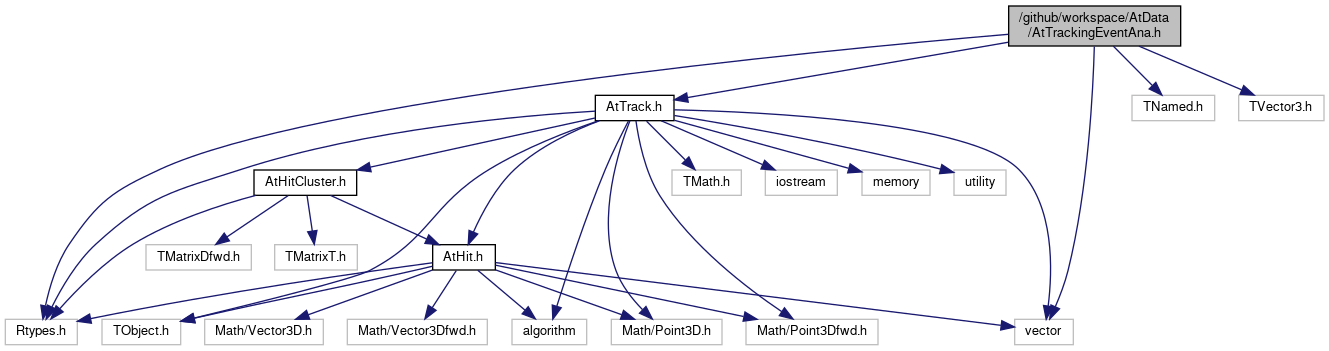 /github/workspace/AtData
/AtTrackingEventAna.h
AtTrack.h
TNamed.h
TVector3.h
AtHitCluster.h
TMath.h
iostream
memory
utility
TMatrixDfwd.h
TMatrixT.h
AtHit.h
Rtypes.h
TObject.h
Math/Vector3D.h
Math/Vector3Dfwd.h
algorithm
Math/Point3D.h
Math/Point3Dfwd.h
vector